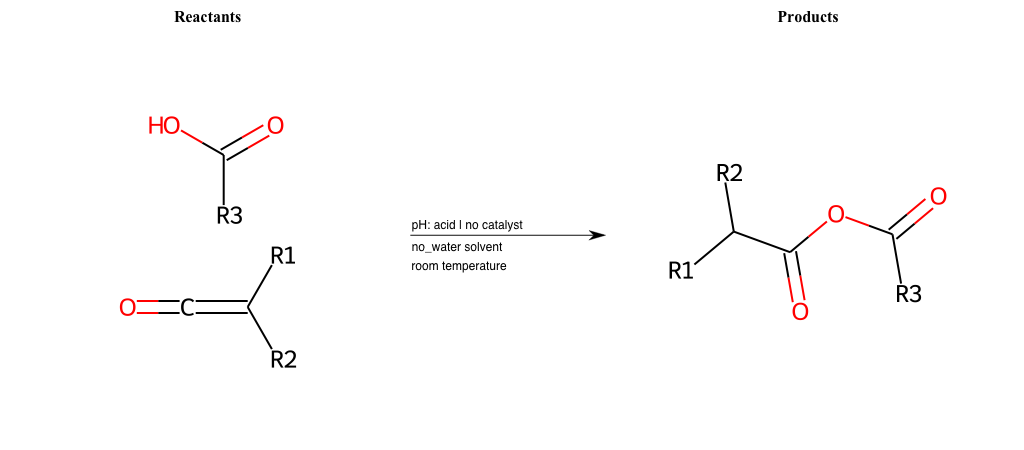 Reactants
Products
HO
O
R3
R1
O
C
R2
pH: acid | no catalyst
no_water solvent
room temperature
R2
O
O
R1
O
R3